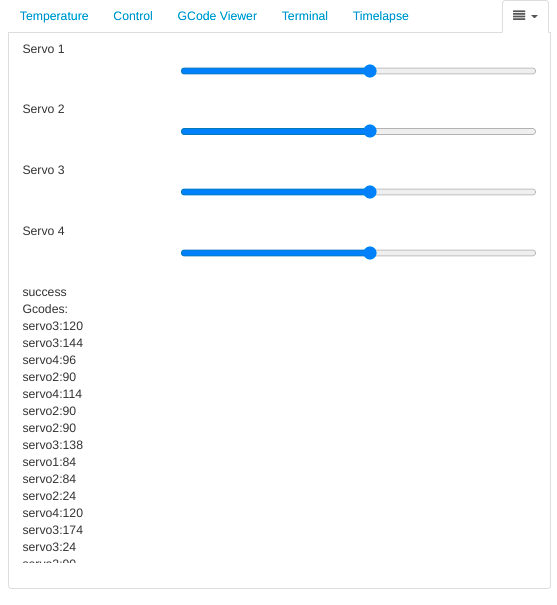 Temperature Control GCode Viewer Terminal Timelapse
Servo 1
Servo 2
Servo 3
Servo 4
success
Gcodes:
servo3:120
servo3:144
servo4:96
servo2:90
servo4:114
servo2:90
servo2:90
servo3:138
servo1:84
servo2:84
servo2:24
servo4:120
servo3:174
servo3:24